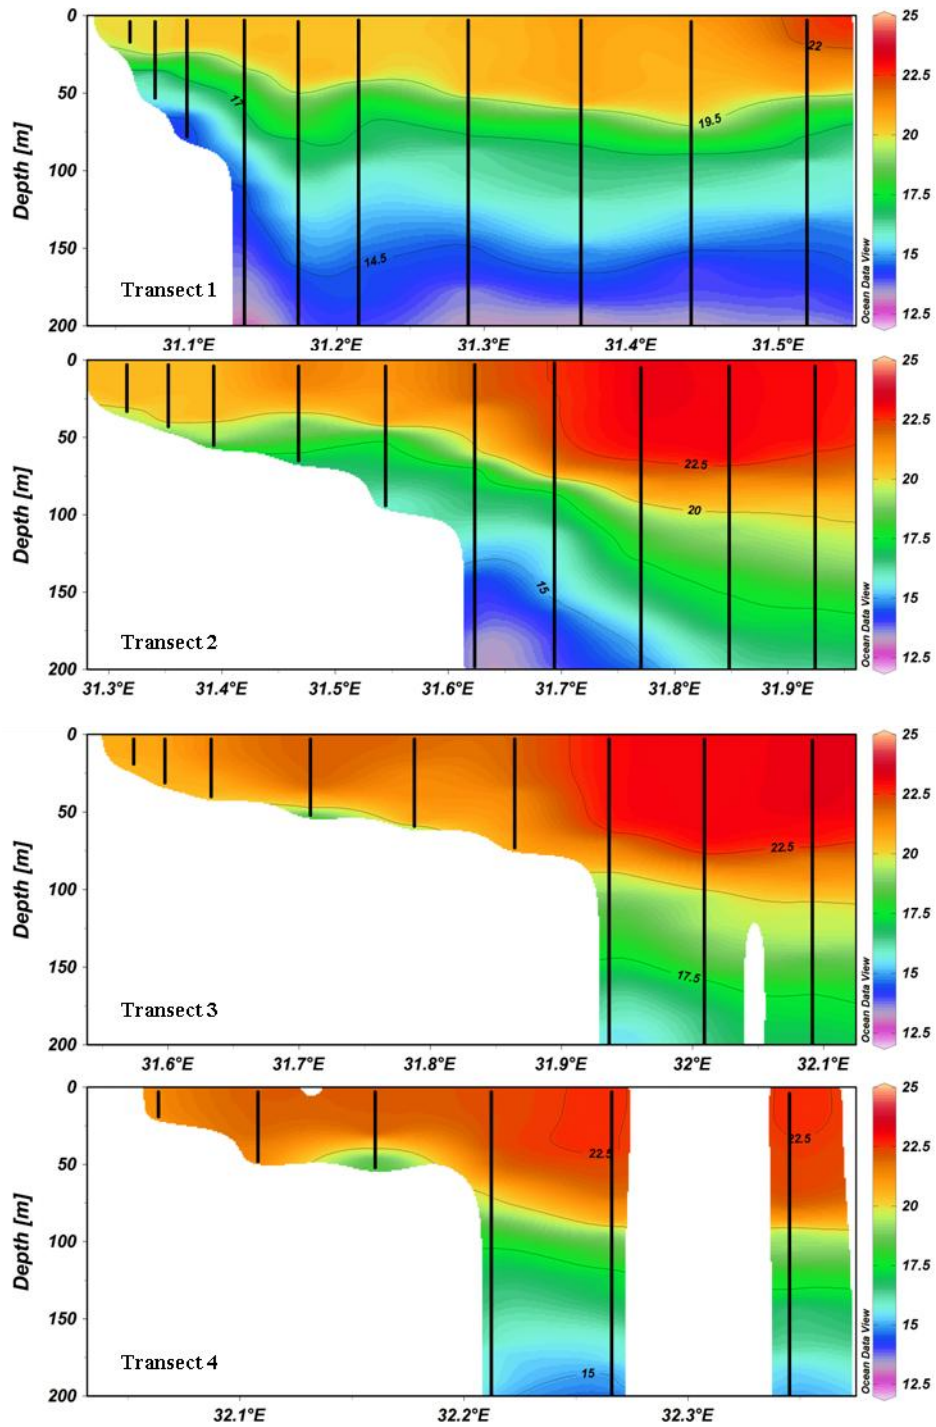 0
50
100
150
200
Depth [m]
22
17
19.5
14.5
Transect 1
31.1°E
31.2°E
31.3°E
31.4°E
31.5°E
25
22.5
20
17.5
15
12.5
Ocean Data View
0
50
100
150
200
Depth [m]
22.5
20
15
Transect 2
31.3°E
31.4°E
31.5°E
31.6°E
31.7°E
31.8°E
31.9°E
25
22.5
20
17.5
15
12.5
Ocean Data View
0
50
100
150
200
Depth [m]
22.5
17.5
Transect 3
31.6°E
31.7°E
31.8°E
31.9°E
32°E
32.1°E
25
22.5
20
17.5
15
12.5
Ocean Data View
0
50
100
150
200
Depth [m]
22.5
22.5
15
Transect 4
32.1°E
32.2°E
32.3°E
25
22.5
20
17.5
15
12.5
Ocean Data View